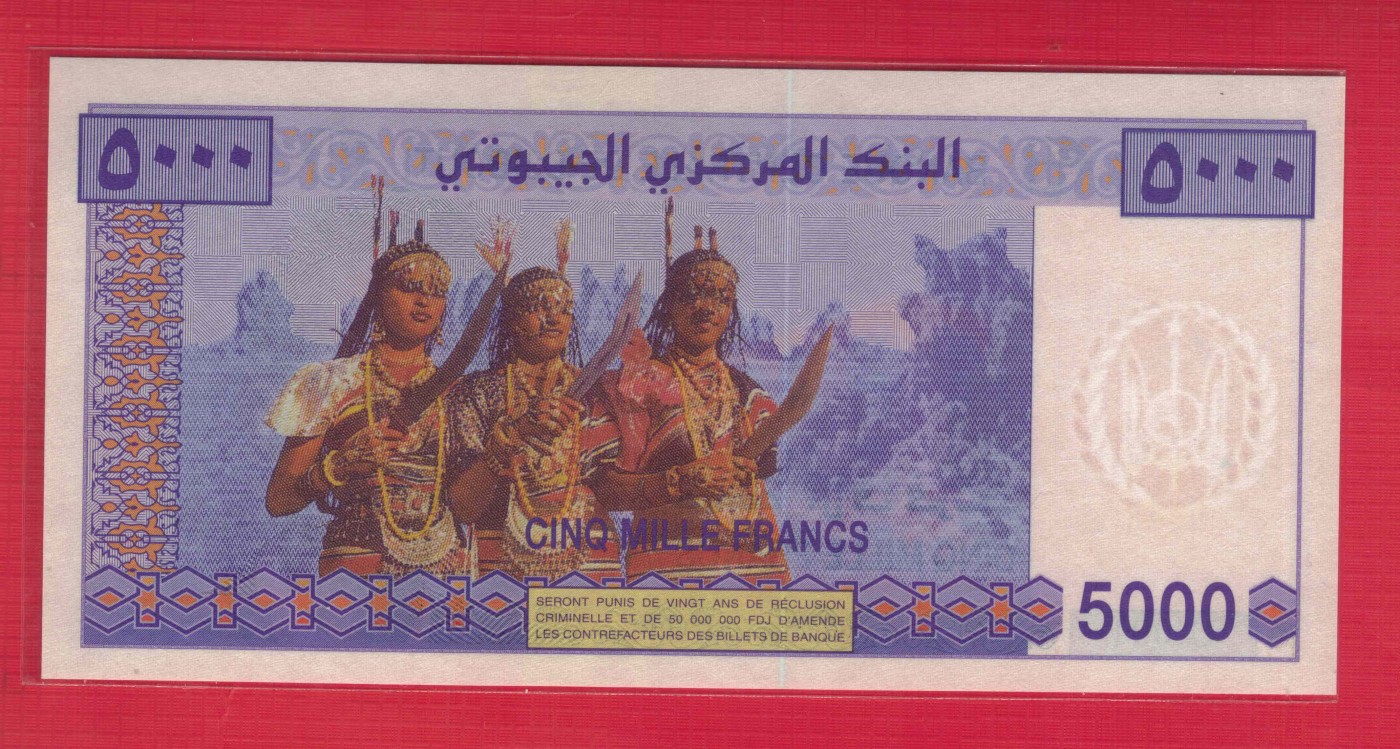 ٥٠٠٠
البنك المركزي الجيبوتي
٥٠٠٠
CINQ MILLE FRANCS
SERONT PUNIS DE VINGT ANS DE RÉCLUSION
CRIMINELLE ET DE 50 000 000 FDJ D'AMENDE
LES CONTREFACTEURS DES BILLETS DE BANQUE
5000